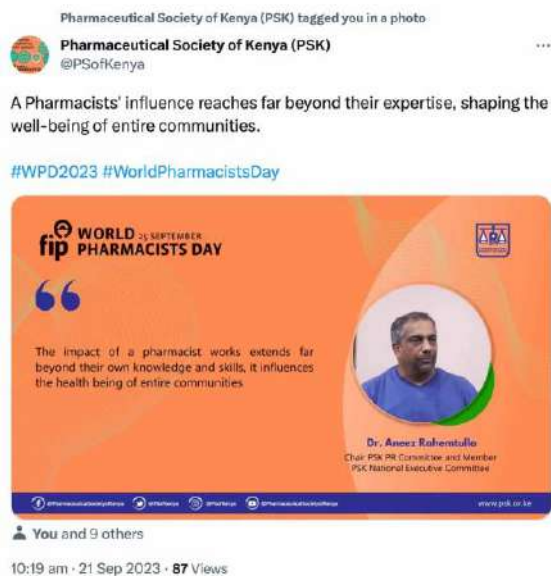 Pharmaceutical Society of Kenya (PSK) tagged you in a photo
Pharmaceutical Society of Kenya (PSK)
@PSofKenya
A Pharmacists' influence reaches far beyond their expertise, shaping the
well-being of entire communities.
#WPD2023 #WorldPharmacistsDay
fip WORLD 25 SEPTEMBER
PHARMACISTS DAY
The impact of a pharmacist works extends far
beyond their own knowledge and skills, it influences
the health being of entire communities
Dr. Aneez Rahemtulla
Chair PSK PR Committee and Member
PSK National Executive Committee
www.psk.or.ke
You and 9 others
10:19 am · 21 Sep 2023 · 87 Views